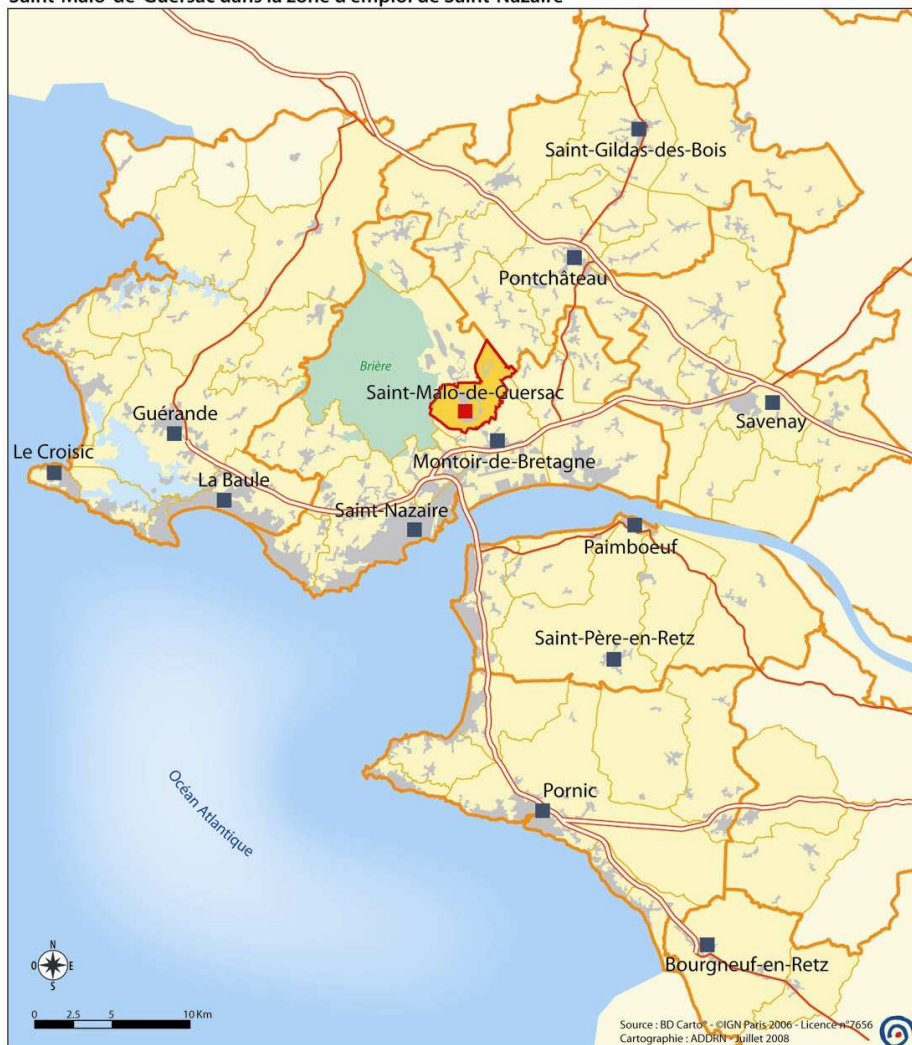 Saint-Malo-de-Guersac dans la zone d'emploi de Saint-Nazaire
Saint-Gildas-des-Bois
Pontchâteau
Brière
Saint-Malo-de-Guersac
Guérande
Savenay
Le Croisic
Montoir-de-Bretagne
La Baule
Saint-Nazaire
Paimboeuf
Saint-Père-en-Retz
Océan Atlantique
Pornic
Bourgneuf-en-Retz
N
O E
S
0 2.5 5 10 Km
Source : BD Carto® - ©IGN Paris 2006 - Licence n°7656
Cartographie : ADDRN - Juillet 2008